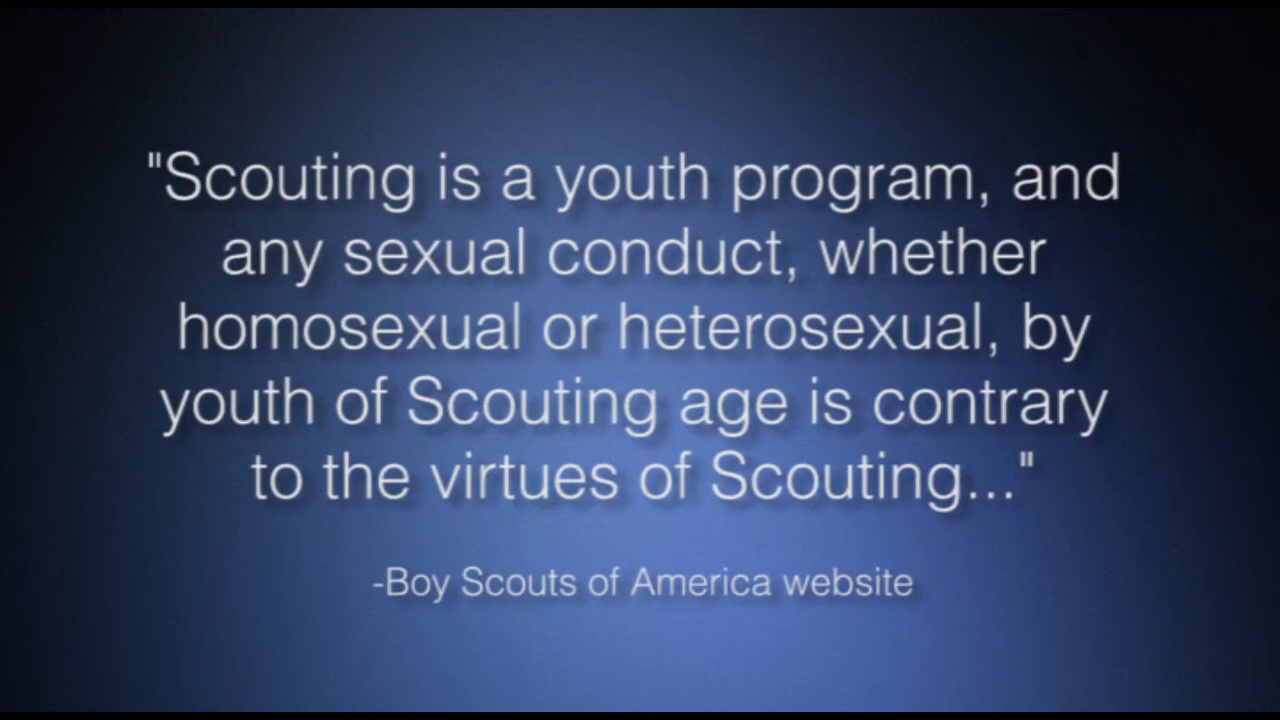 "Scouting is a youth program, and
any sexual conduct, whether
homosexual or heterosexual, by
youth of Scouting age is contrary
to the virtues of Scouting..."
-Boy Scouts of America website